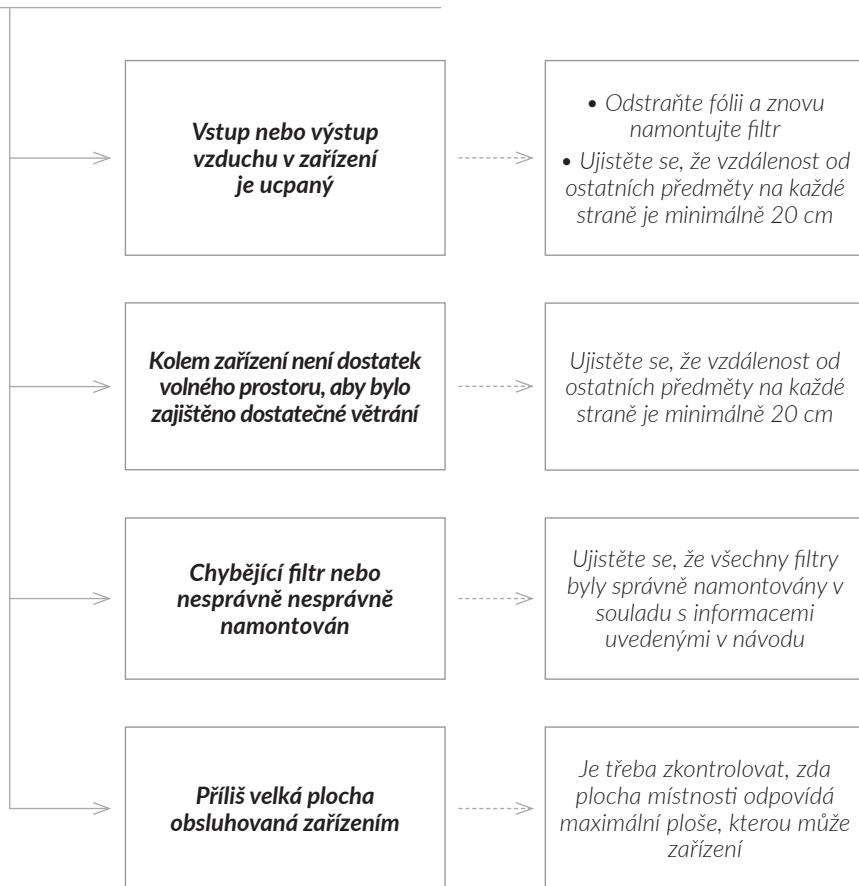 Vstup nebo výstup
vzduchu v zařízení
je ucpaný
• Odstraňte fólii a znovu
namontujte filtr
• Ujistěte se, že vzdálenost od
ostatních předměty na každé
straně je minimálně 20 cm
Kolem zařízení není dostatek
volného prostoru, aby bylo
zajištěno dostatečné větrání
Ujistěte se, že vzdálenost od
ostatních předměty na každé
straně je minimálně 20 cm
Chybějící filtr nebo
nesprávně nesprávně
namontován
Ujistěte se, že všechny filtry
byly správně namontovány v
souladu s informacemi
uvedenými v návodu
Příliš velká plocha
obsluhovaná zařízením
Je třeba zkontrolovat, zda
plocha místnosti odpovídá
maximální ploše, kterou může
zařízení